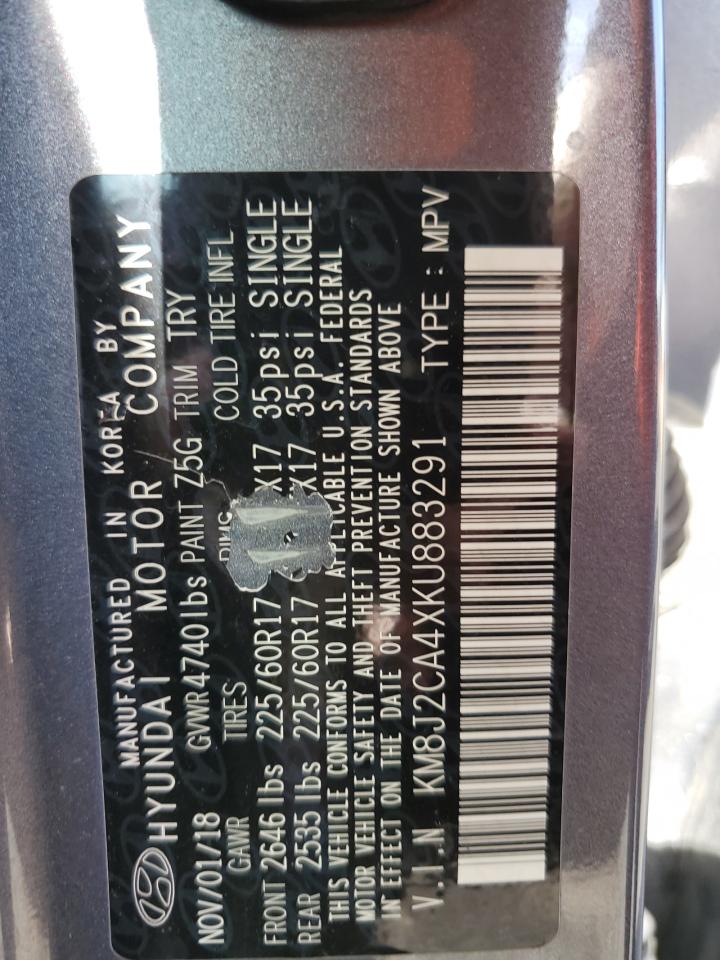 MANUFACTURED IN KOREA BY
HYUNDAI MOTOR COMPANY
NOV/01/18 GVWR 4740lbs PAINT Z5G TRIM TRY
GAWR TIRES COLD TIRE INFL
FRONT 2646 lbs 225/60R17 X17 35psi SINGLE
REAR 2535 lbs 225/60R17 X17 35psi SINGLE
THIS VEHICLE CONFORMS TO ALL APPLICABLE U.S.A. FEDERAL
MOTOR VEHICLE SAFETY AND THEFT PREVENTION STANDARDS
IN EFFECT ON THE DATE OF MANUFACTURE SHOWN ABOVE
V.I.N KM8J2CA4XKU883291 TYPE : MPV